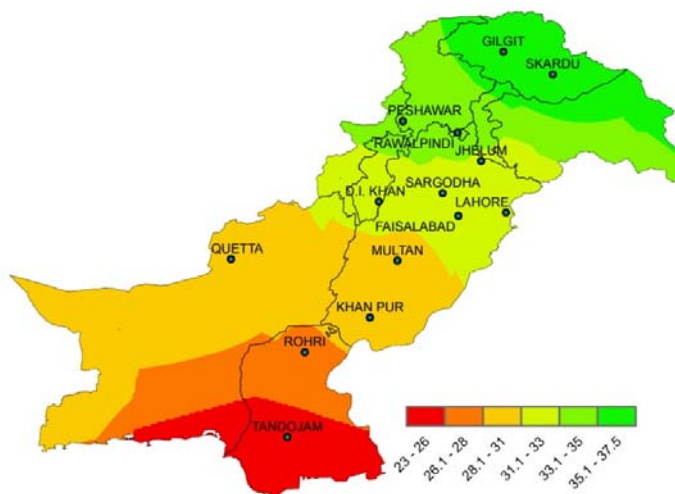 GILGIT
SKARDU
PESHAWAR
RAWALPINDI
JHELUM
D.I. KHAN
SARGODHA
LAHORE
FAISALABAD
QUETTA
MULTAN
KHAN PUR
ROHRI
TANDOJAM
23 - 26
26.1 - 28
28.1 - 31
31.1 - 33
33.1 - 35
35.1 - 37.5